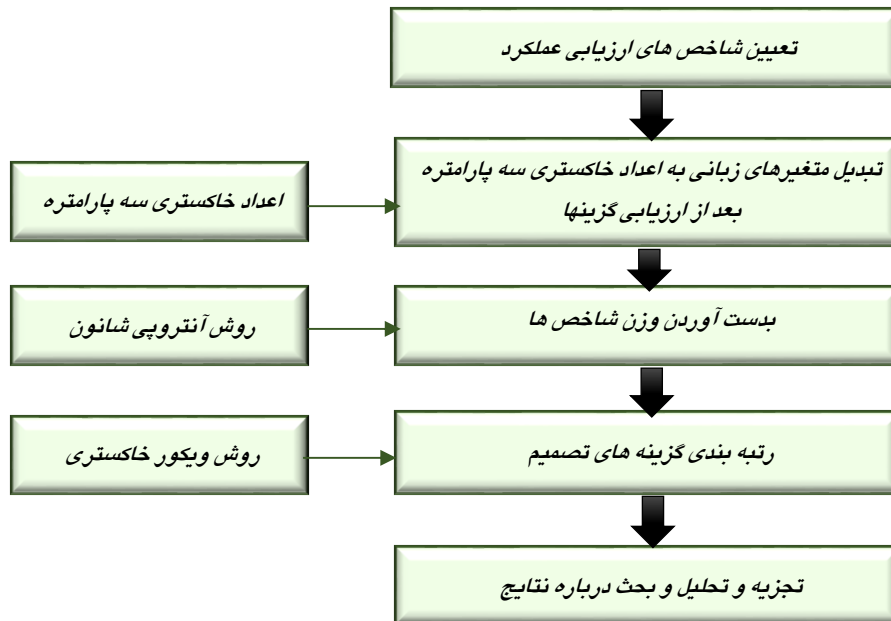 تعیین شاخص های ارزیابی عملکرد
تبدیل متغیرهای زبانی به اعداد خاکستری سه پارامتره
بعد از ارزیابی گزینها
اعداد خاکستری سه پارامتره
بدست آوردن وزن شاخص ها
روش آنتروپی شانون
رتبه بندی گزینه های تصمیم
روش ویکور خاکستری
تجزیه و تحلیل و بحث درباره نتایج